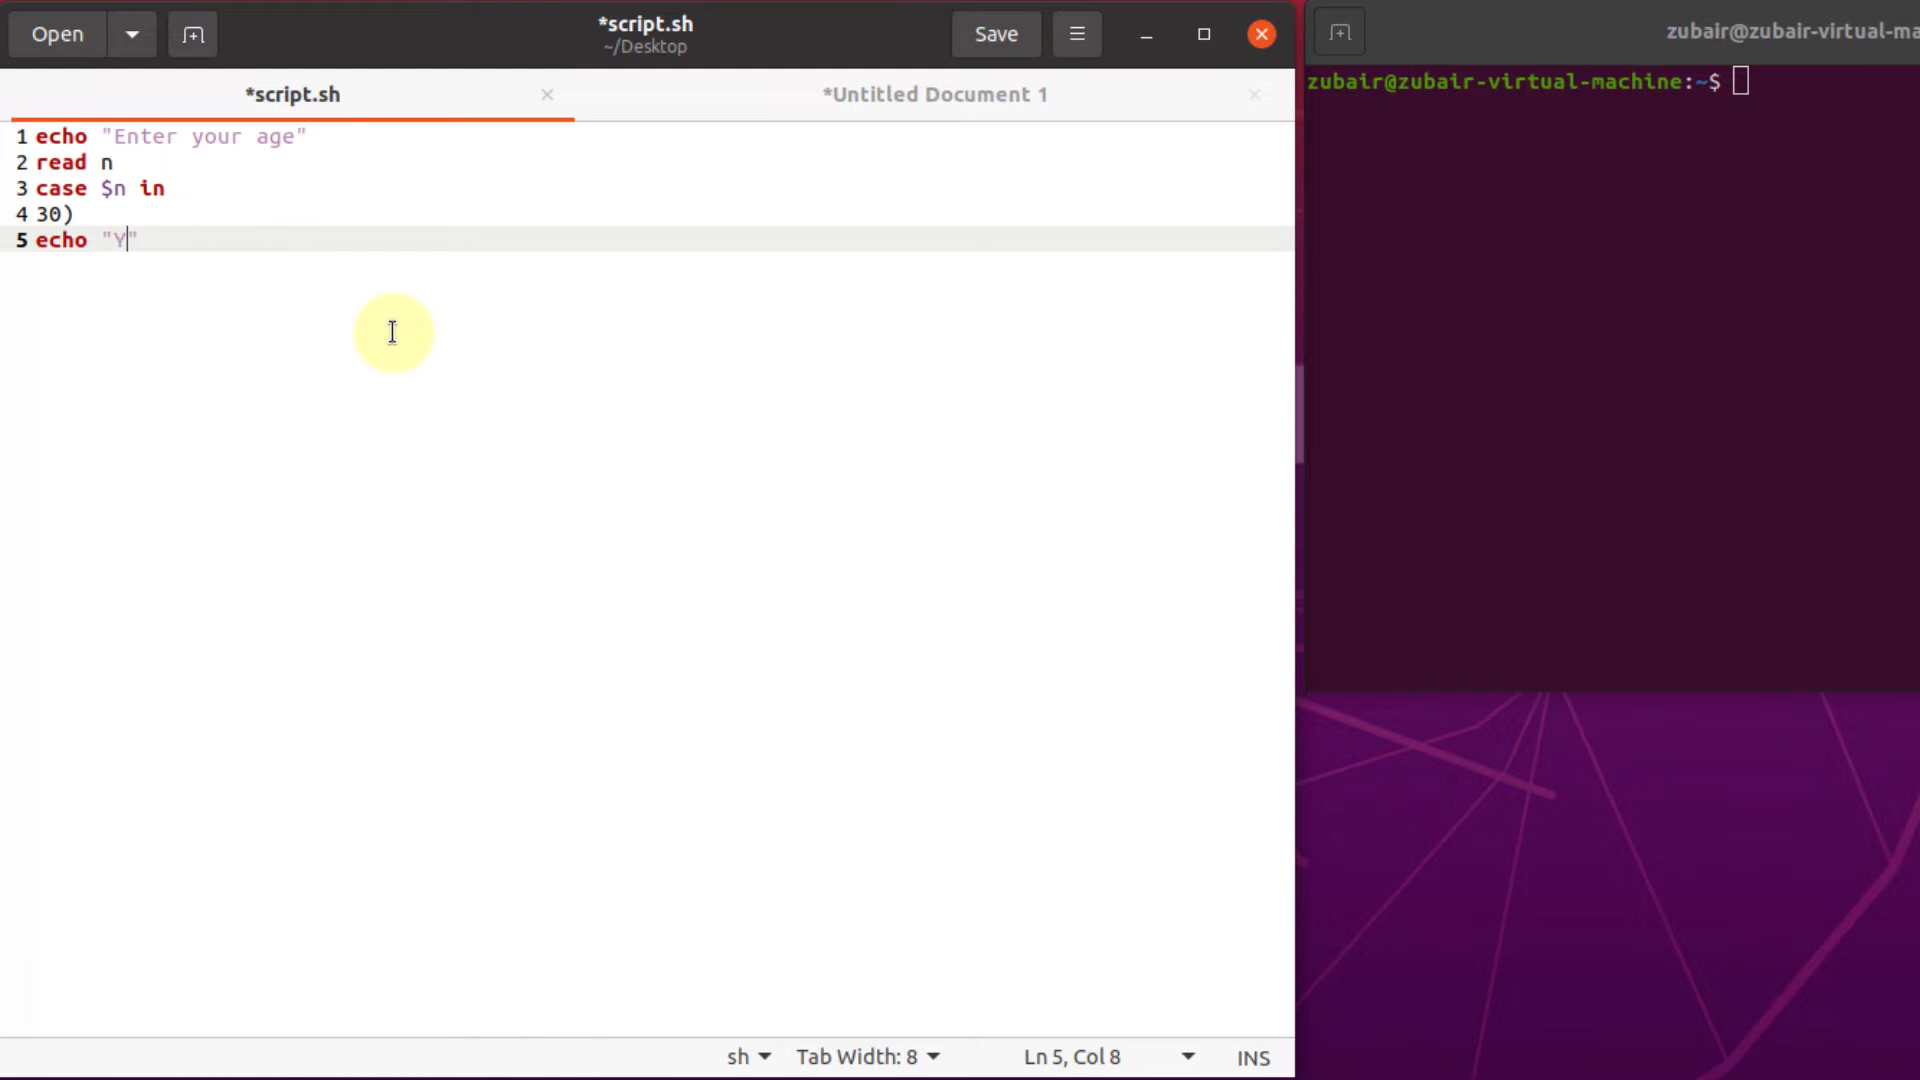 Open
*script.sh
~/Desktop
Save
*script.sh
*Untitled Document 1
1 echo "Enter your age"
2 read n
3 case $n in
4 30)
5 echo "Y"
sh
Tab Width: 8
Ln 5, Col 8
INS
zubair@zubair-virtual-ma
zubair@zubair-virtual-machine:~$